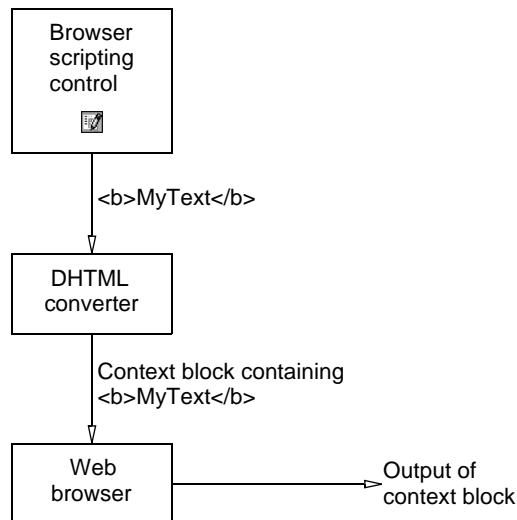 Browser
scripting
control
<b>MyText</b>
DHTML
converter
Context block containing
<b>MyText</b>
Web
browser
Output of
context block